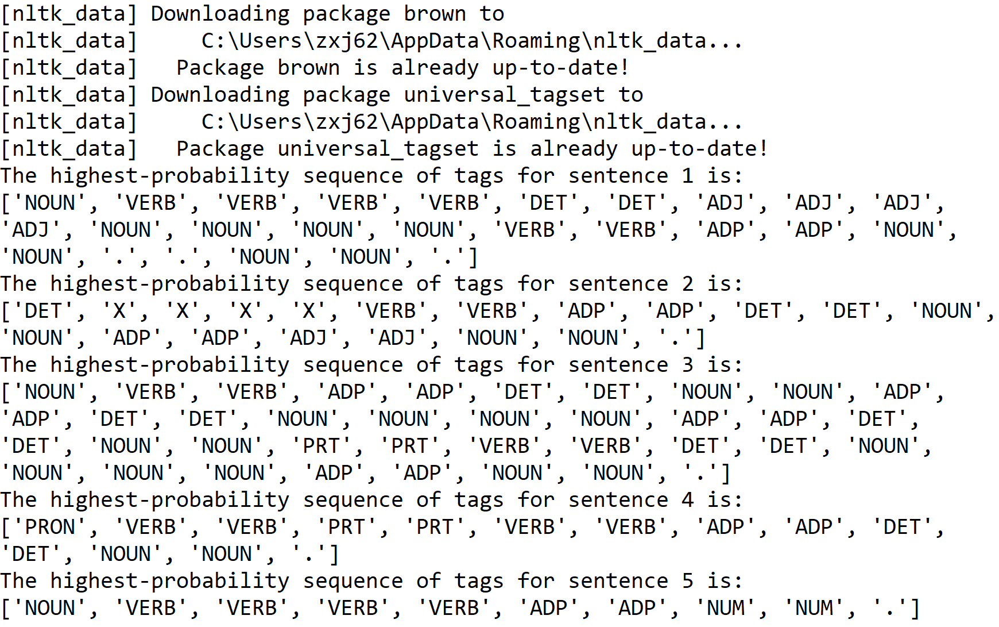 [nltk_data] Downloading package brown to
[nltk_data]     C:\Users\zxj62\AppData\Roaming\nltk_data...
[nltk_data]   Package brown is already up-to-date!
[nltk_data] Downloading package universal_tagset to
[nltk_data]     C:\Users\zxj62\AppData\Roaming\nltk_data...
[nltk_data]   Package universal_tagset is already up-to-date!
The highest-probability sequence of tags for sentence 1 is:
['NOUN', 'VERB', 'VERB', 'VERB', 'VERB', 'DET', 'DET', 'ADJ', 'ADJ', 'ADJ',
'ADJ', 'NOUN', 'NOUN', 'NOUN', 'NOUN', 'VERB', 'VERB', 'ADP', 'ADP', 'NOUN',
'NOUN', '.', '.', 'NOUN', 'NOUN', '.']
The highest-probability sequence of tags for sentence 2 is:
['DET', 'X', 'X', 'X', 'X', 'VERB', 'VERB', 'ADP', 'ADP', 'DET', 'DET', 'NOUN',
'NOUN', 'ADP', 'ADP', 'ADJ', 'ADJ', 'NOUN', 'NOUN', '.']
The highest-probability sequence of tags for sentence 3 is:
['NOUN', 'VERB', 'VERB', 'ADP', 'ADP', 'DET', 'DET', 'NOUN', 'NOUN', 'ADP',
'ADP', 'DET', 'DET', 'NOUN', 'NOUN', 'NOUN', 'NOUN', 'ADP', 'ADP', 'DET',
'DET', 'NOUN', 'NOUN', 'PRT', 'PRT', 'VERB', 'VERB', 'DET', 'DET', 'NOUN',
'NOUN', 'NOUN', 'NOUN', 'ADP', 'ADP', 'NOUN', 'NOUN', '.']
The highest-probability sequence of tags for sentence 4 is:
['PRON', 'VERB', 'VERB', 'PRT', 'PRT', 'VERB', 'VERB', 'ADP', 'ADP', 'DET',
'DET', 'NOUN', 'NOUN', '.']
The highest-probability sequence of tags for sentence 5 is:
['NOUN', 'VERB', 'VERB', 'VERB', 'VERB', 'ADP', 'ADP', 'NUM', 'NUM', '.']